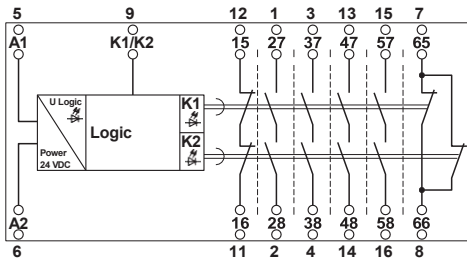 5 9 12 1 3 13 15 7
A1 K1/K2 15 27 37 47 57 65
U Logic K1
Logic
Power K2
24 VDC
A2 16 28 38 48 58 66
6 11 2 4 14 16 8